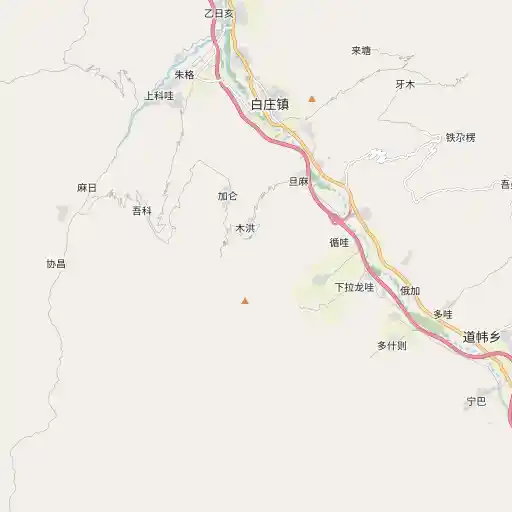 乙日亥
来塘
朱格
牙木
上科哇
白庄镇
铁尕楞
旦麻
麻日
加仑
吾科
木洪
循哇
协昌
下拉龙哇
俄加
多哇
道帏乡
多什则
宁巴